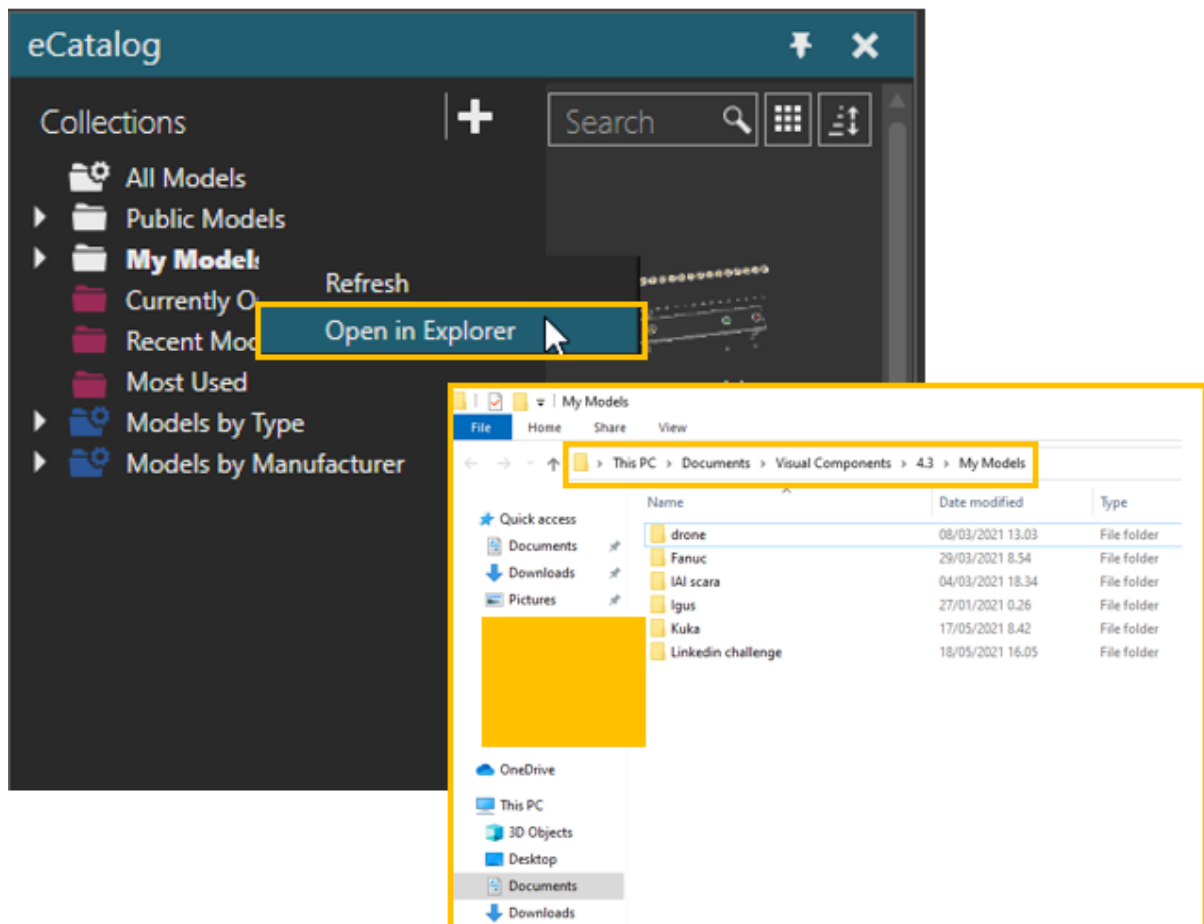 eCatalog
Collections
Search
All Models
Public Models
My Models
Refresh
Currently O
Open in Explorer
Recent Mod
Most Used
Models by Type
Models by Manufacturer
My Models
File Home Share View
This PC > Documents > Visual Components > 4.3 > My Models
Name Date modified Type
Quick access
Documents
Downloads
Pictures
drone 08/03/2021 13.03 File folder
Fanuc 29/03/2021 8.54 File folder
IAI scara 04/03/2021 18.34 File folder
Igus 27/01/2021 0.26 File folder
Kuka 17/05/2021 8.42 File folder
Linkedin challenge 18/05/2021 16.05 File folder
OneDrive
This PC
3D Objects
Desktop
Documents
Downloads